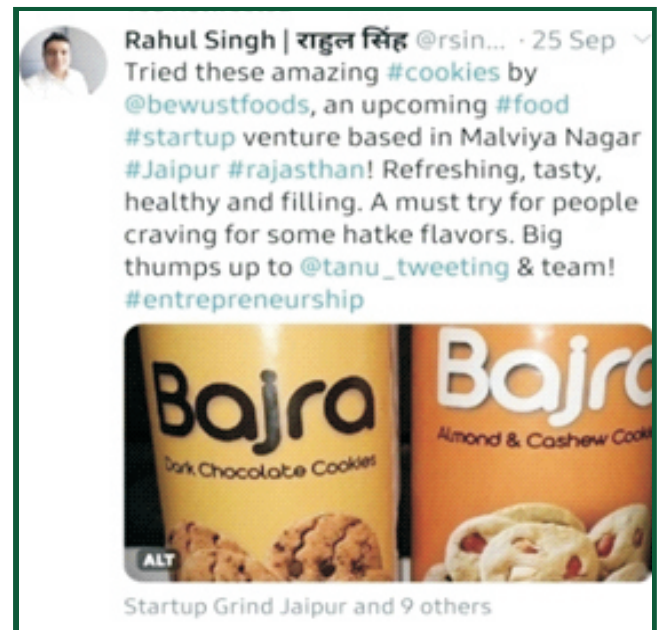 Rahul Singh | राहुल सिंह @rsin... · 25 Sep
Tried these amazing #cookies by
@bewustfoods, an upcoming #food
#startup venture based in Malviya Nagar
#Jaipur #rajasthan! Refreshing, tasty,
healthy and filling. A must try for people
craving for some hatke flavors. Big
thumps up to @tanu_tweeting & team!
#entrepreneurship
Bajra
Dark Chocolate Cookies
Bajra
Almond & Cashew Cooki
ALT
Startup Grind Jaipur and 9 others